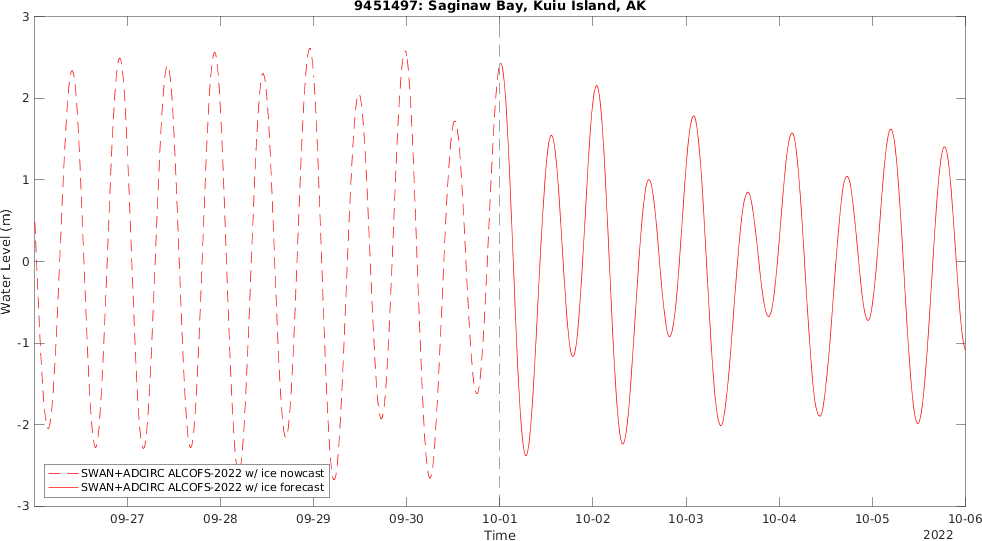 9451497: Saginaw Bay, Kuiu Island, AK
3
2
1
0
-1
-2
-3
Water Level (m)
SWAN+ADCIRC ALCOFS-2022 w/ ice nowcast
SWAN+ADCIRC ALCOFS-2022 w/ ice forecast
09-27 09-28 09-29 09-30 10-01 10-02 10-03 10-04 10-05 10-06
Time
2022